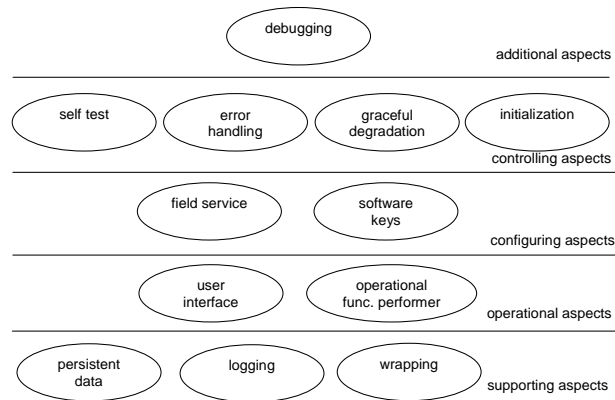 debugging
additional aspects
self test
error
handling
graceful
degradation
initialization
controlling aspects
field service
software
keys
configuring aspects
user
interface
operational
func. performer
operational aspects
persistent
data
logging
wrapping
supporting aspects